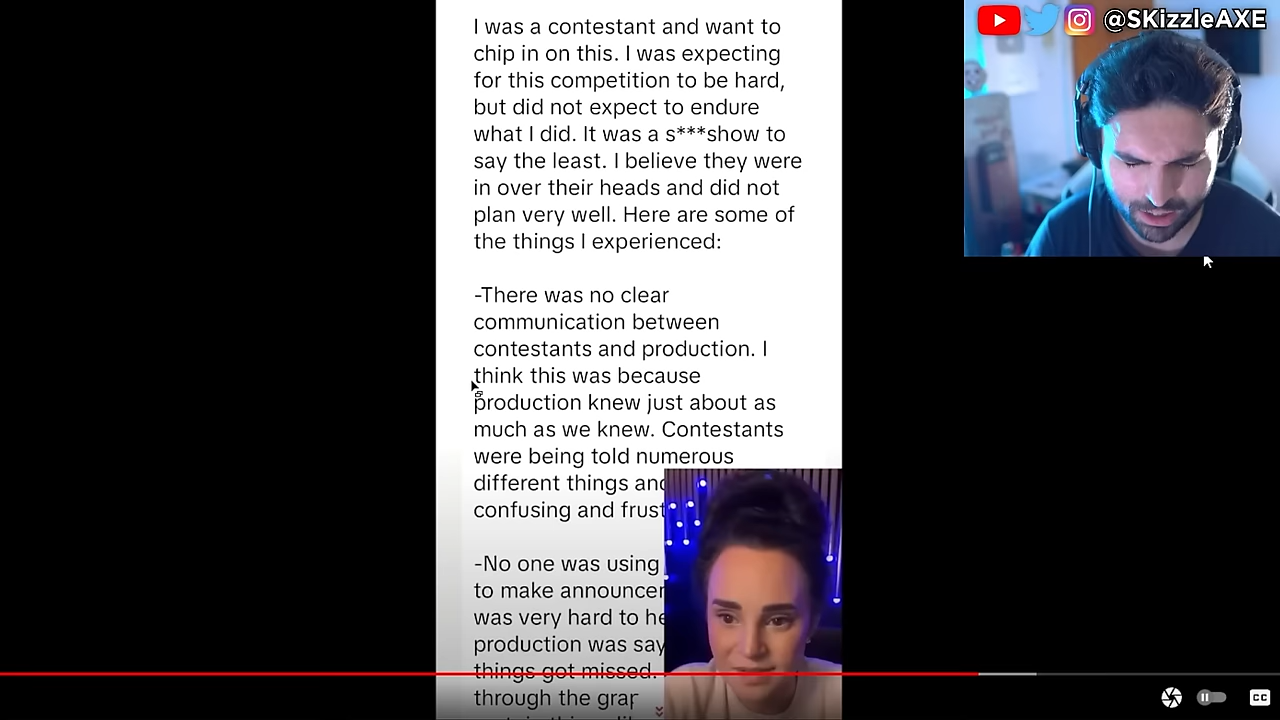 @SKizzleAXE
I was a contestant and want to
chip in on this. I was expecting
for this competition to be hard,
but did not expect to endure
what I did. It was a s***show to
say the least. I believe they were
in over their heads and did not
plan very well. Here are some of
the things I experienced:
-There was no clear
communication between
contestants and production. I
think this was because
production knew just about as
much as we knew. Contestants
were being told numerous
different things and
confusing and frust
-No one was using
to make announcer
was very hard to he
production was say
things got missed.
through the grap
CC